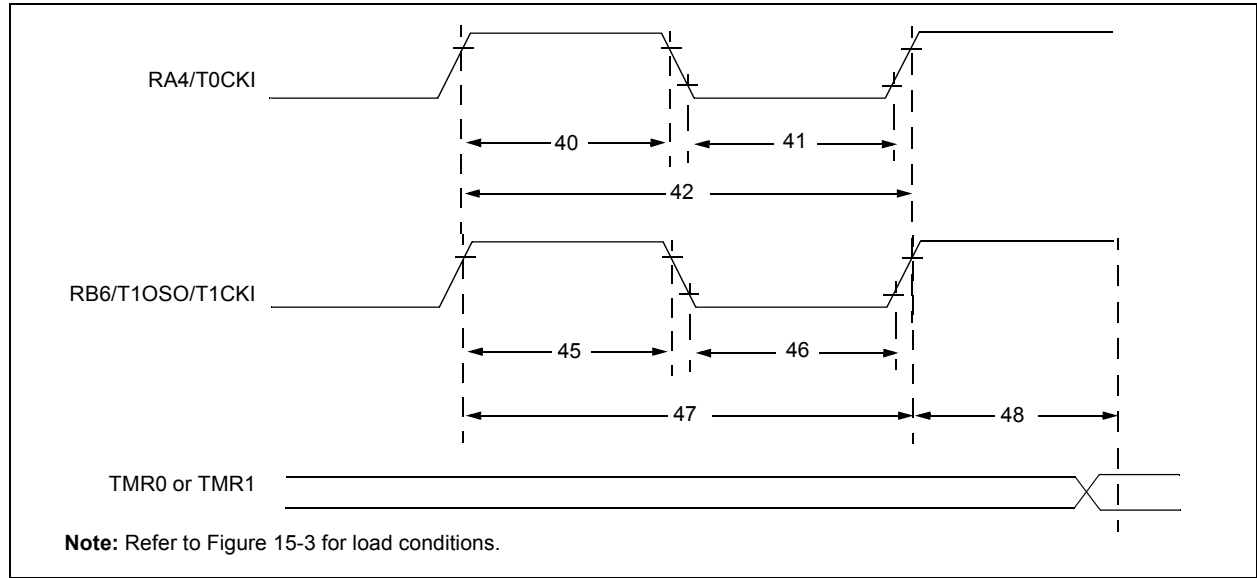 RA4/T0CKI
40
41
42
RB6/T1OSO/T1CKI
45
46
47
48
TMR0 or TMR1
Note: Refer to Figure 15-3 for load conditions.